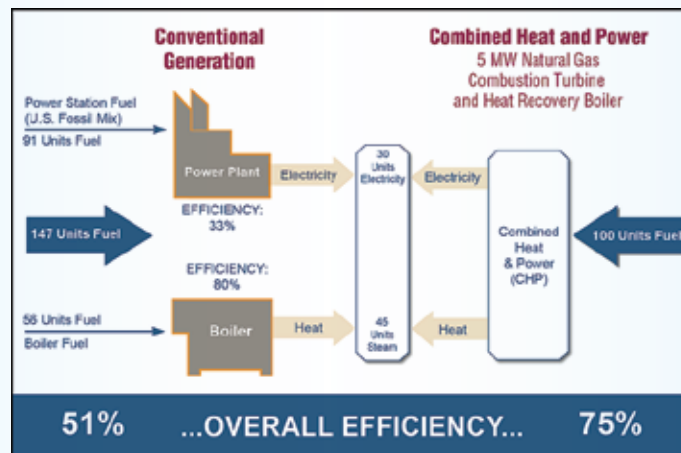 Conventional
Generation
Combined Heat and Power
5 MW Natural Gas
Combustion Turbine
and Heat Recovery Boiler
Power Station Fuel
(U.S. Fossil Mix)
91 Units Fuel
Power Plant
Electricity
30
Units
Electricity
Electricity
EFFICIENCY:
33%
147 Units Fuel
Combined
Heat
& Power
(CHP)
100 Units Fuel
EFFICIENCY:
80%
56 Units Fuel
Boiler Fuel
Boiler
Heat
45
Units
Steam
Heat
51% ...OVERALL EFFICIENCY... 75%